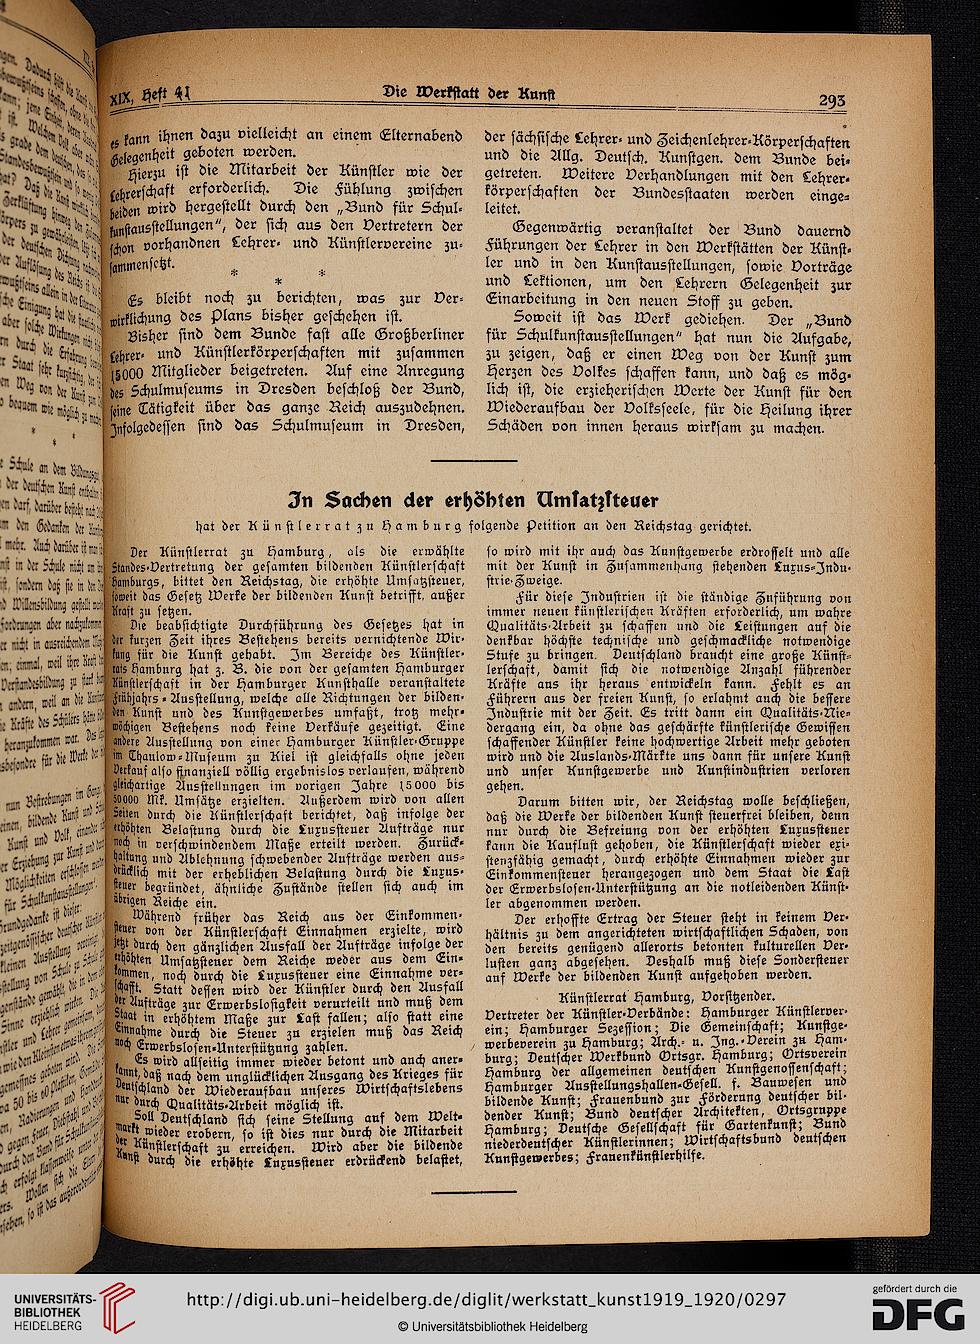 XIX, Heft 41
Die Werkstatt der Kunst
293
es kann ihnen dazu vielleicht an einem Elternabend
Gelegenheit geboten werden.
Hierzu ist die Mitarbeit der Künstler wie der
Lehrerschaft erforderlich. Die Fühlung zwischen
beiden wird hergestellt durch den „Bund für Schul-
kunstausstellungen", der sich aus den Vertretern der
schon vorhandnen Lehrer- und Künstlervereine zu-
sammensetzt.
* * *
Es bleibt noch zu berichten, was zur Ver-
wirklichung des Plans bisher geschehen ist.
Bisher sind dem Bunde fast alle Großberliner
Lehrer- und Künstlerkörperschaften mit zusammen
15000 Mitglieder beigetreten. Auf eine Anregung
des Schulmuseums in Dresden beschloß der Bund,
seine Tätigkeit über das ganze Reich auszudehnen.
Infolgedessen sind das Schulmuseum in Dresden,
der sächsische Lehrer- und Zeichenlehrer-Körperschaften
und die Allg. Deutsch. Kunstgen. dem Bunde bei-
getreten. Weitere Verhandlungen mit den Lehrer-
körperschaften der Bundesstaaten werden einge-
leitet.
Gegenwärtig veranstaltet der Bund dauernd
Führungen der Lehrer in den Werkstätten der Künst-
ler und in den Kunstausstellungen, sowie Vorträge
und Lektionen, um den Lehrern Gelegenheit zur
Einarbeitung in den neuen Stoff zu geben.
Soweit ist das Werk gediehen. Der „Bund
für Schulkunstausstellungen" hat nun die Aufgabe,
zu zeigen, daß er einen Weg von der Kunst zum
Herzen des Volkes schaffen kann, und daß es mög-
lich ist, die erzieherischen Werte der Kunst für den
Wiederaufbau der Volksseele, für die Heilung ihrer
Schäden von innen heraus wirksam zu machen.
In Sachen der erhöhten Umsatzsteuer
hat der Künstlerrat zu Hamburg folgende Petition an den Reichstag gerichtet.
Der Künstlerrat zu Hamburg, als die erwählte
Standes-Vertretung der gesamten bildenden Künstlerschaft
Hamburgs, bittet den Reichstag, die erhöhte Umsatzsteuer,
soweit das Gesetz Werke der bildenden Kunst betrifft, außer
Kraft zu setzen.
Die beabsichtigte Durchführung des Gesetzes hat in
der kurzen Zeit ihres Bestehens bereits vernichtende Wir-
kung für die Kunst gehabt. Im Bereiche des Künstler-
rats Hamburg hat z. B. die von der gesamten Hamburger
Künstlerschaft in der Hamburger Kunsthalle veranstaltete
Frühjahrs-Ausstellung, welche alle Richtungen der bilden-
den Kunst und des Kunstgewerbes umfaßt, trotz mehr-
wöchigen Bestehens noch keine Verkäufe gezeitigt. Eine
andere Ausstellung von einer Hamburger Künstler-Gruppe
im Thaulow-Museum zu Kiel ist gleichfalls ohne jeden
Verkauf also finanziell völlig ergebnislos verlaufen, während
gleichartige Ausstellungen im vorigen Jahre 15000 bis
50000 Mk. Umsätze erzielten. Außerdem wird von allen
Seiten durch die Künstlerschaft berichtet, daß infolge der
erhöhten Belastung durch die Luxussteuer Aufträge nur
noch in verschwindendem Maße erteilt werden. Zurück-
haltung und Ablehnung schwebender Aufträge werden aus-
drücklich mit der erheblichen Belastung durch die Luxus-
steuer begründet, ähnliche Zustände stellen sich auch im
übrigen Reiche ein.
Während früher das Reich aus der Einkommen-
steuer von der Künstlerschaft Einnahmen erzielte, wird
jetzt durch den gänzlichen Ausfall der Aufträge infolge der
erhöhten Umsatzsteuer dem Reiche weder aus dem Ein-
kommen, noch durch die Luxussteuer eine Einnahme ver-
schafft. Statt dessen wird der Künstler durch den Ausfall
der Aufträge zur Erwerbslosigkeit verurteilt und muß dem
Staat in erhöhtem Maße zur Last fallen; also statt eine
Einnahme durch die Steuer zu erzielen muß das Reich
noch Erwerbslosen-Unterstützung zahlen.
Es wird allseitig immer wieder betont und auch aner-
kannt, daß nach dem unglücklichen Ausgang des Krieges für
Deutschland der Wiederaufbau unseres Wirtschaftslebens
nur durch Qualitäts-Arbeit möglich ist.
Soll Deutschland sich seine Stellung auf dem Welt-
markt wieder erobern, so ist dies nur durch die Mitarbeit
der Künstlerschaft zu erreichen. Wird aber die bildende
Kunst durch die erhöhte Luxussteuer erdrückend belastet,
so wird mit ihr auch das Kunstgewerbe erdrosselt und alle
mit der Kunst in Zusammenhang stehenden Luxus-Indu-
strie-Zweige.
Für diese Industrien ist die ständige Zuführung von
immer neuen künstlerischen Kräften erforderlich, um wahre
Qualitäts-Arbeit zu schaffen und die Leistungen auf die
denkbar höchste technische und geschmackliche notwendige
Stufe zu bringen. Deutschland braucht eine große Künst-
lerschaft, damit sich die notwendige Anzahl führender
Kräfte aus ihr heraus entwickeln kann. Fehlt es an
Führern aus der freien Kunst, so erlahmt auch die bessere
Industrie mit der Zeit. Es tritt dann ein Qualitäts-Nie-
dergang ein, da ohne das geschärfte künstlerische Gewissen
schaffender Künstler keine hochwertige Arbeit mehr geboten
wird und die Auslands-Märkte uns dann für unsere Kunst
und unser Kunstgewerbe und Kunstindustrien verloren
gehen.
Darum bitten wir, der Reichstag wolle beschließen,
daß die Werke der bildenden Kunst steuerfrei bleiben, denn
nur durch die Befreiung von der erhöhten Luxussteuer
kann die Kauflust gehoben, die Künstlerschaft wieder exi-
stenzfähig gemacht, durch erhöhte Einnahmen wieder zur
Einkommensteuer herangezogen und dem Staat die Last
der Erwerbslosen-Unterstützung an die notleidenden Künst-
ler abgenommen werden.
Der erhoffte Ertrag der Steuer steht in keinem Ver-
hältnis zu dem angerichteten wirtschaftlichen Schaden, von
den bereits genügend allerorts betonten kulturellen Ver-
lusten ganz abgesehen. Deshalb muß diese Sondersteuer
auf Werke der bildenden Kunst aufgehoben werden.
Künstlerrat Hamburg, Vorsitzender.
Vertreter der Künstler-Verbände: Hamburger Künstlerver-
ein; Hamburger Sezession; Die Gemeinschaft; Kunstge-
werbeverein zu Hamburg; Arch.- u. Ing.-Verein zu Ham-
burg; Deutscher Werkbund Ortsgr. Hamburg; Ortsverein
Hamburg der allgemeinen deutschen Kunstgenossenschaft;
Hamburger Ausstellungshallen-Gesell. f. Bauwesen und
bildende Kunst; Frauenbund zur Förderung deutscher bil-
dender Kunst; Bund deutscher Architekten, Ortsgruppe
Hamburg; Deutsche Gesellschaft für Gartenkunst; Bund
niederdeutscher Künstlerinnen; Wirtschaftsbund deutschen
Kunstgewerbes; Frauenkünstlerhilfe.
UNIVERSITÄTS-
BIBLIOTHEK
HEIDELBERG
http://digi.ub.uni-heidelberg.de/diglit/werkstatt_kunst1919_1920/0297
© Universitätsbibliothek Heidelberg
gefördert durch die
DFG